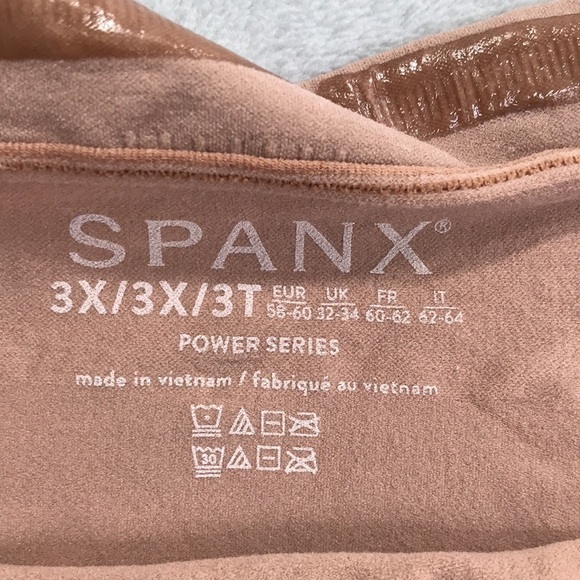 SPANX®
3X/3X/3T EUR 56-60 UK 32-34 FR 60-62 IT 62-64
POWER SERIES
made in vietnam / fabriqué au vietnam
30